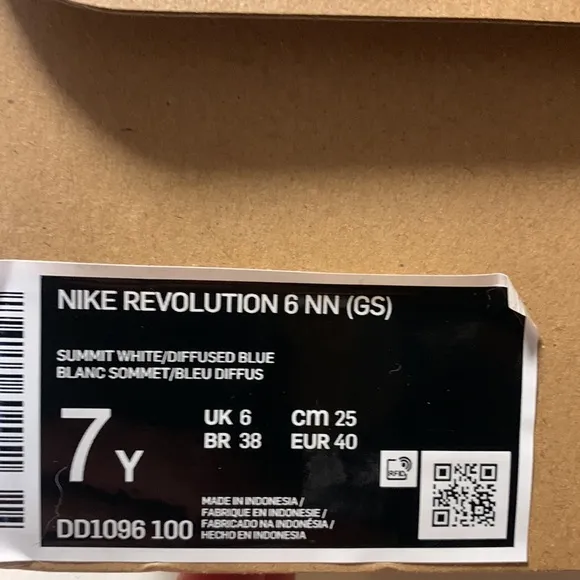 NIKE REVOLUTION 6 NN (GS)
SUMMIT WHITE/DIFFUSED BLUE
BLANC SOMMET/BLEU DIFFUS
7 Y
UK 6 cm 25
BR 38 EUR 40
RFID
DD1096 100
MADE IN INDONESIA /
FABRIQUE EN INDONESIE /
FABRICADO NA INDONÉSIA /
HECHO EN INDONESIA